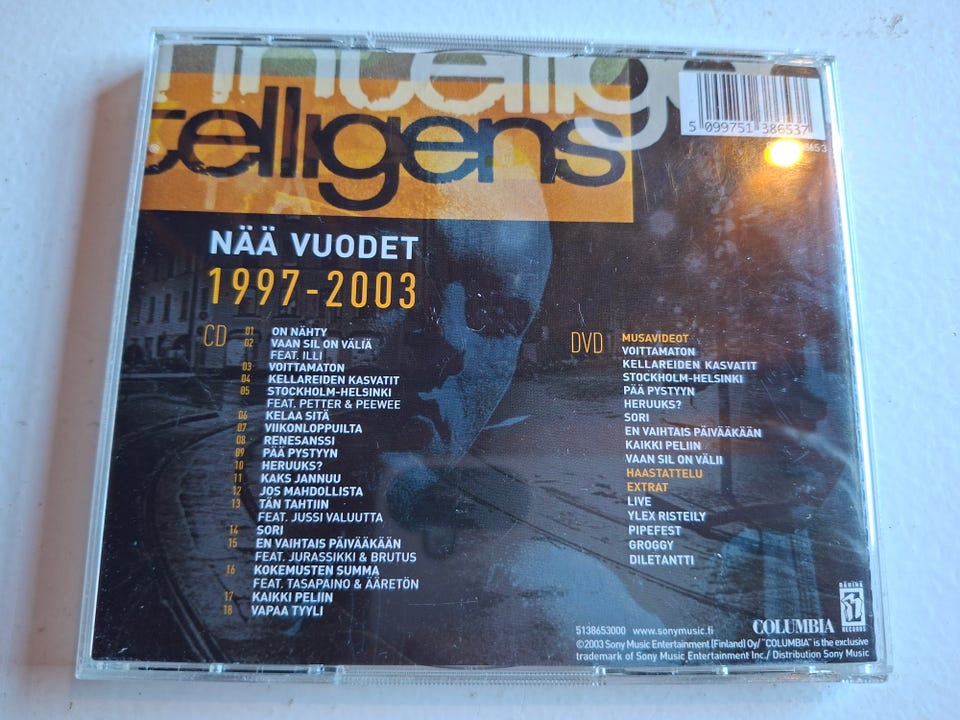 intellige
telligens
5 099751 386537
NÄÄ VUODET
1997-2003
CD
01 ON NÄHTY
02 VAAN SIL ON VÄLIÄ
FEAT. ILLI
03 VOITTAMATON
04 KELLAREIDEN KASVATIT
05 STOCKHOLM-HELSINKI
FEAT. PETTER & PEEWEE
06 KELAA SITÄ
07 VIIKONLOPPUILTA
08 RENESANSSI
09 PÄÄ PYSTYYN
10 HERUUKS?
11 KAKS JANNUU
12 JOS MAHDOLLISTA
13 TÄN TAHTIIN
FEAT. JUSSI VALUUTTA
14 SORI
15 EN VAIHTAIS PÄIVÄÄKÄÄN
FEAT. JURASSIKKI & BRUTUS
16 KOKEMUSTEN SUMMA
FEAT. TASAPAINO & ÄÄRETÖN
17 KAIKKI PELIIN
18 VAPAA TYYLI
DVD
MUSAVIDEOT
VOITTAMATON
KELLAREIDEN KASVATIT
STOCKHOLM-HELSINKI
PÄÄ PYSTYYN
HERUUKS?
SORI
EN VAIHTAIS PÄIVÄÄKÄÄN
KAIKKI PELIIN
VAAN SIL ON VÄLII
HAASTATTELU
EXTRAT
LIVE
YLEX RISTEILY
PIPEFEST
GROGGY
DILETANTTI
5138653000 www.sonymusic.fi
COLUMBIA
RÄHINÄ
RECORDS
©2003 Sony Music Entertainment (Finland) Oy/ "COLUMBIA" is the exclusive
trademark of Sony Music Entertainment Inc./ Distribution Sony Music